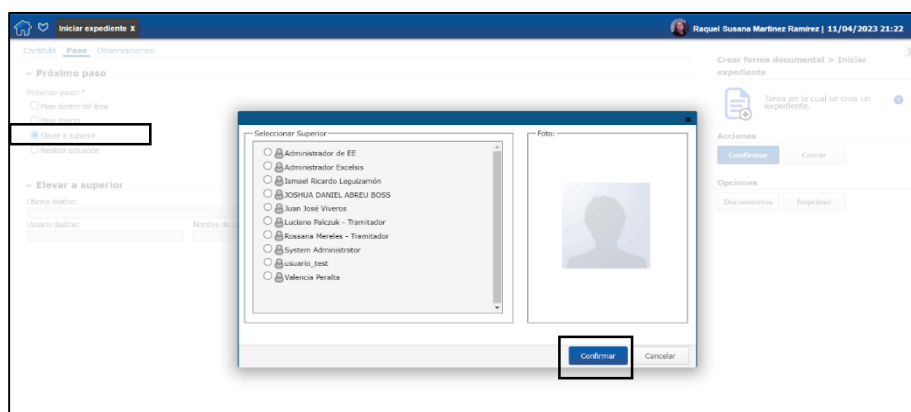 Iniciar expediente X
Raquel Susana Martinez Ramírez | 11/04/2023 21:22
Carátula Pase Observaciones
Próximo paso
Próximo paso: *
Pase dentro del área
Pase directo
Elevar a superior
Realizar actuación
Elevar a superior
Oficina destino:
Usuario destino:
Nombre de
Seleccionar Superior
Administrador de EE
Administrador Excelsis
Ismael Ricardo Leguizamón
JOSHUA DANIEL ABREU BOSS
Juan José Viveros
Luciano Palczuk - Tramitador
Rossana Mereles - Tramitador
System Administrator
usuario_test
Valencia Peralta
Foto:
Confirmar Cancelar
Crear forma documental > Iniciar
expediente
Tarea en la cual se crea un
expediente.
Acciones
Confirmar Cerrar
Opciones
Documentos Imprimir